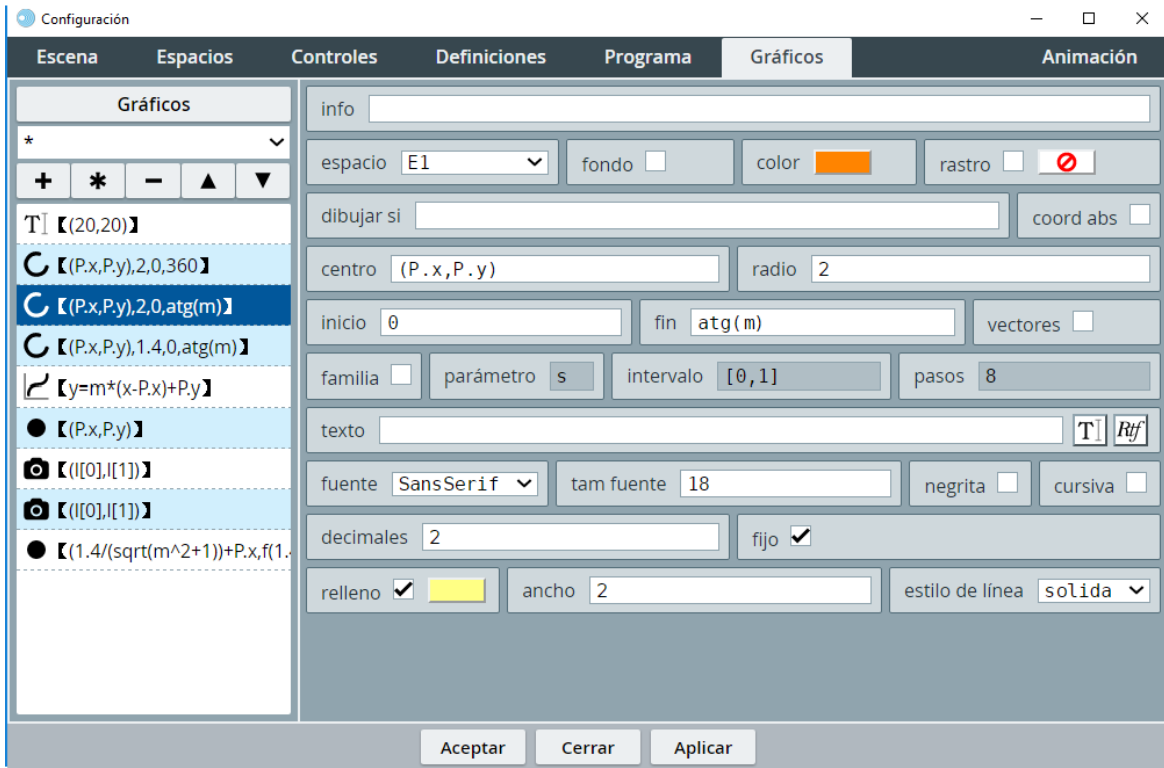 Configuración
Escena Espacios Controles Definiciones Programa Gráficos Animación
Gráficos
*
+ * − ▲ ▼
T 【(20,20)】
【(P.x,P.y),2,0,360】
【(P.x,P.y),2,0,atg(m)】
【(P.x,P.y),1.4,0,atg(m)】
【y=m*(x-P.x)+P.y】
【(P.x,P.y)】
【(I[0],I[1])】
【(I[0],I[1])】
【(1.4/(sqrt(m^2+1))+P.x,f(1.
info
espacio E1 fondo color rastro
dibujar si coord abs
centro (P.x,P.y) radio 2
inicio 0 fin atg(m) vectores
familia parámetro s intervalo [0,1] pasos 8
texto T Rtf
fuente SansSerif tam fuente 18 negrita cursiva
decimales 2 fijo
relleno ancho 2 estilo de línea solida
Aceptar Cerrar Aplicar